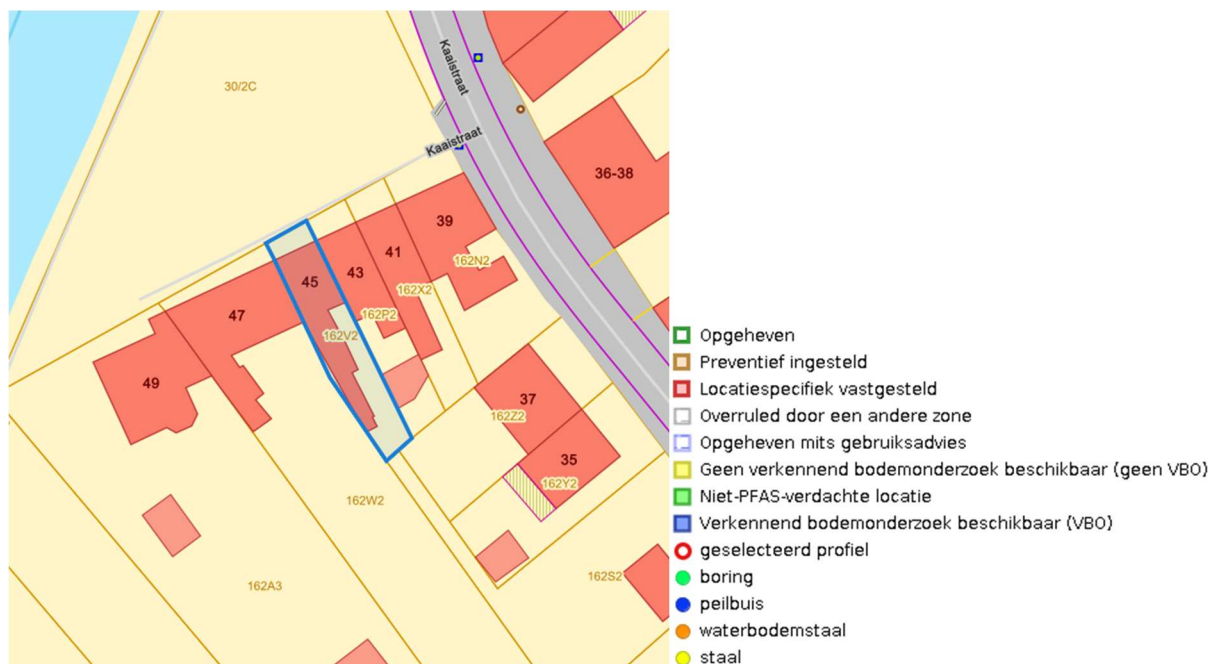 Kaaistraat
30/2C
Kaaistraat
36-38
39
41
162N2
43
45
162X2
47
162P2
162V2
49
37
162Z2
35
162Y2
162W2
162A3
162S2
Opgeheven
Preventief ingesteld
Locatiespecifiek vastgesteld
Overruled door een andere zone
Opgeheven mits gebruiksadvies
Geen verkennend bodemonderzoek beschikbaar (geen VBO)
Niet-PFAS-verdachte locatie
Verkennend bodemonderzoek beschikbaar (VBO)
geselecteerd profiel
boring
peilbuis
waterbodemstaal
staal